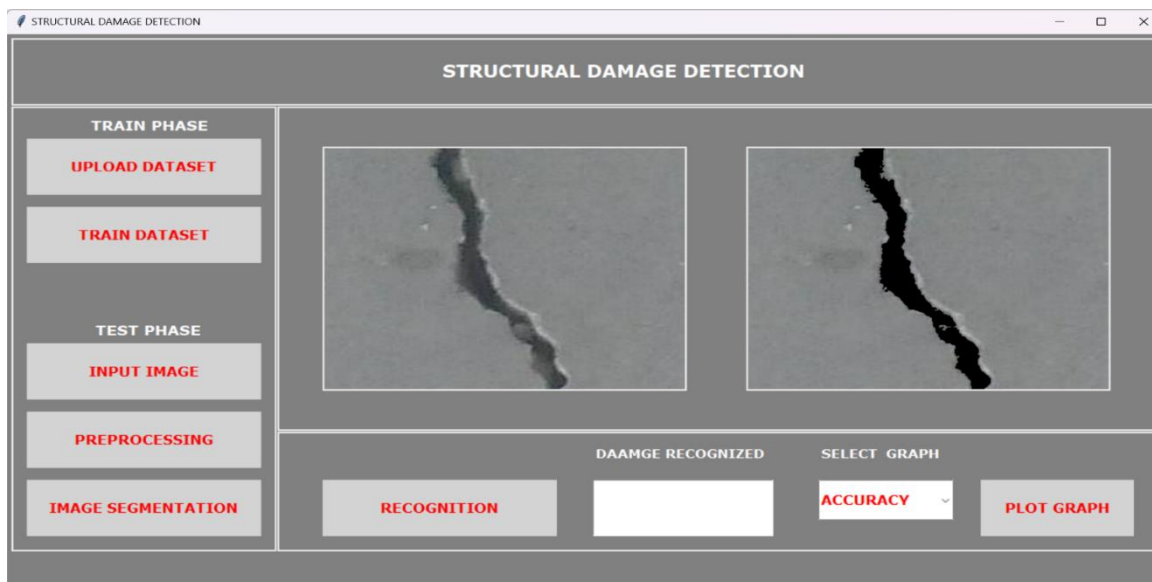 STRUCTURAL DAMAGE DETECTION
STRUCTURAL DAMAGE DETECTION
TRAIN PHASE
UPLOAD DATASET
TRAIN DATASET
TEST PHASE
INPUT IMAGE
PREPROCESSING
IMAGE SEGMENTATION
DAAMGE RECOGNIZED
SELECT GRAPH
RECOGNITION
ACCURACY
PLOT GRAPH